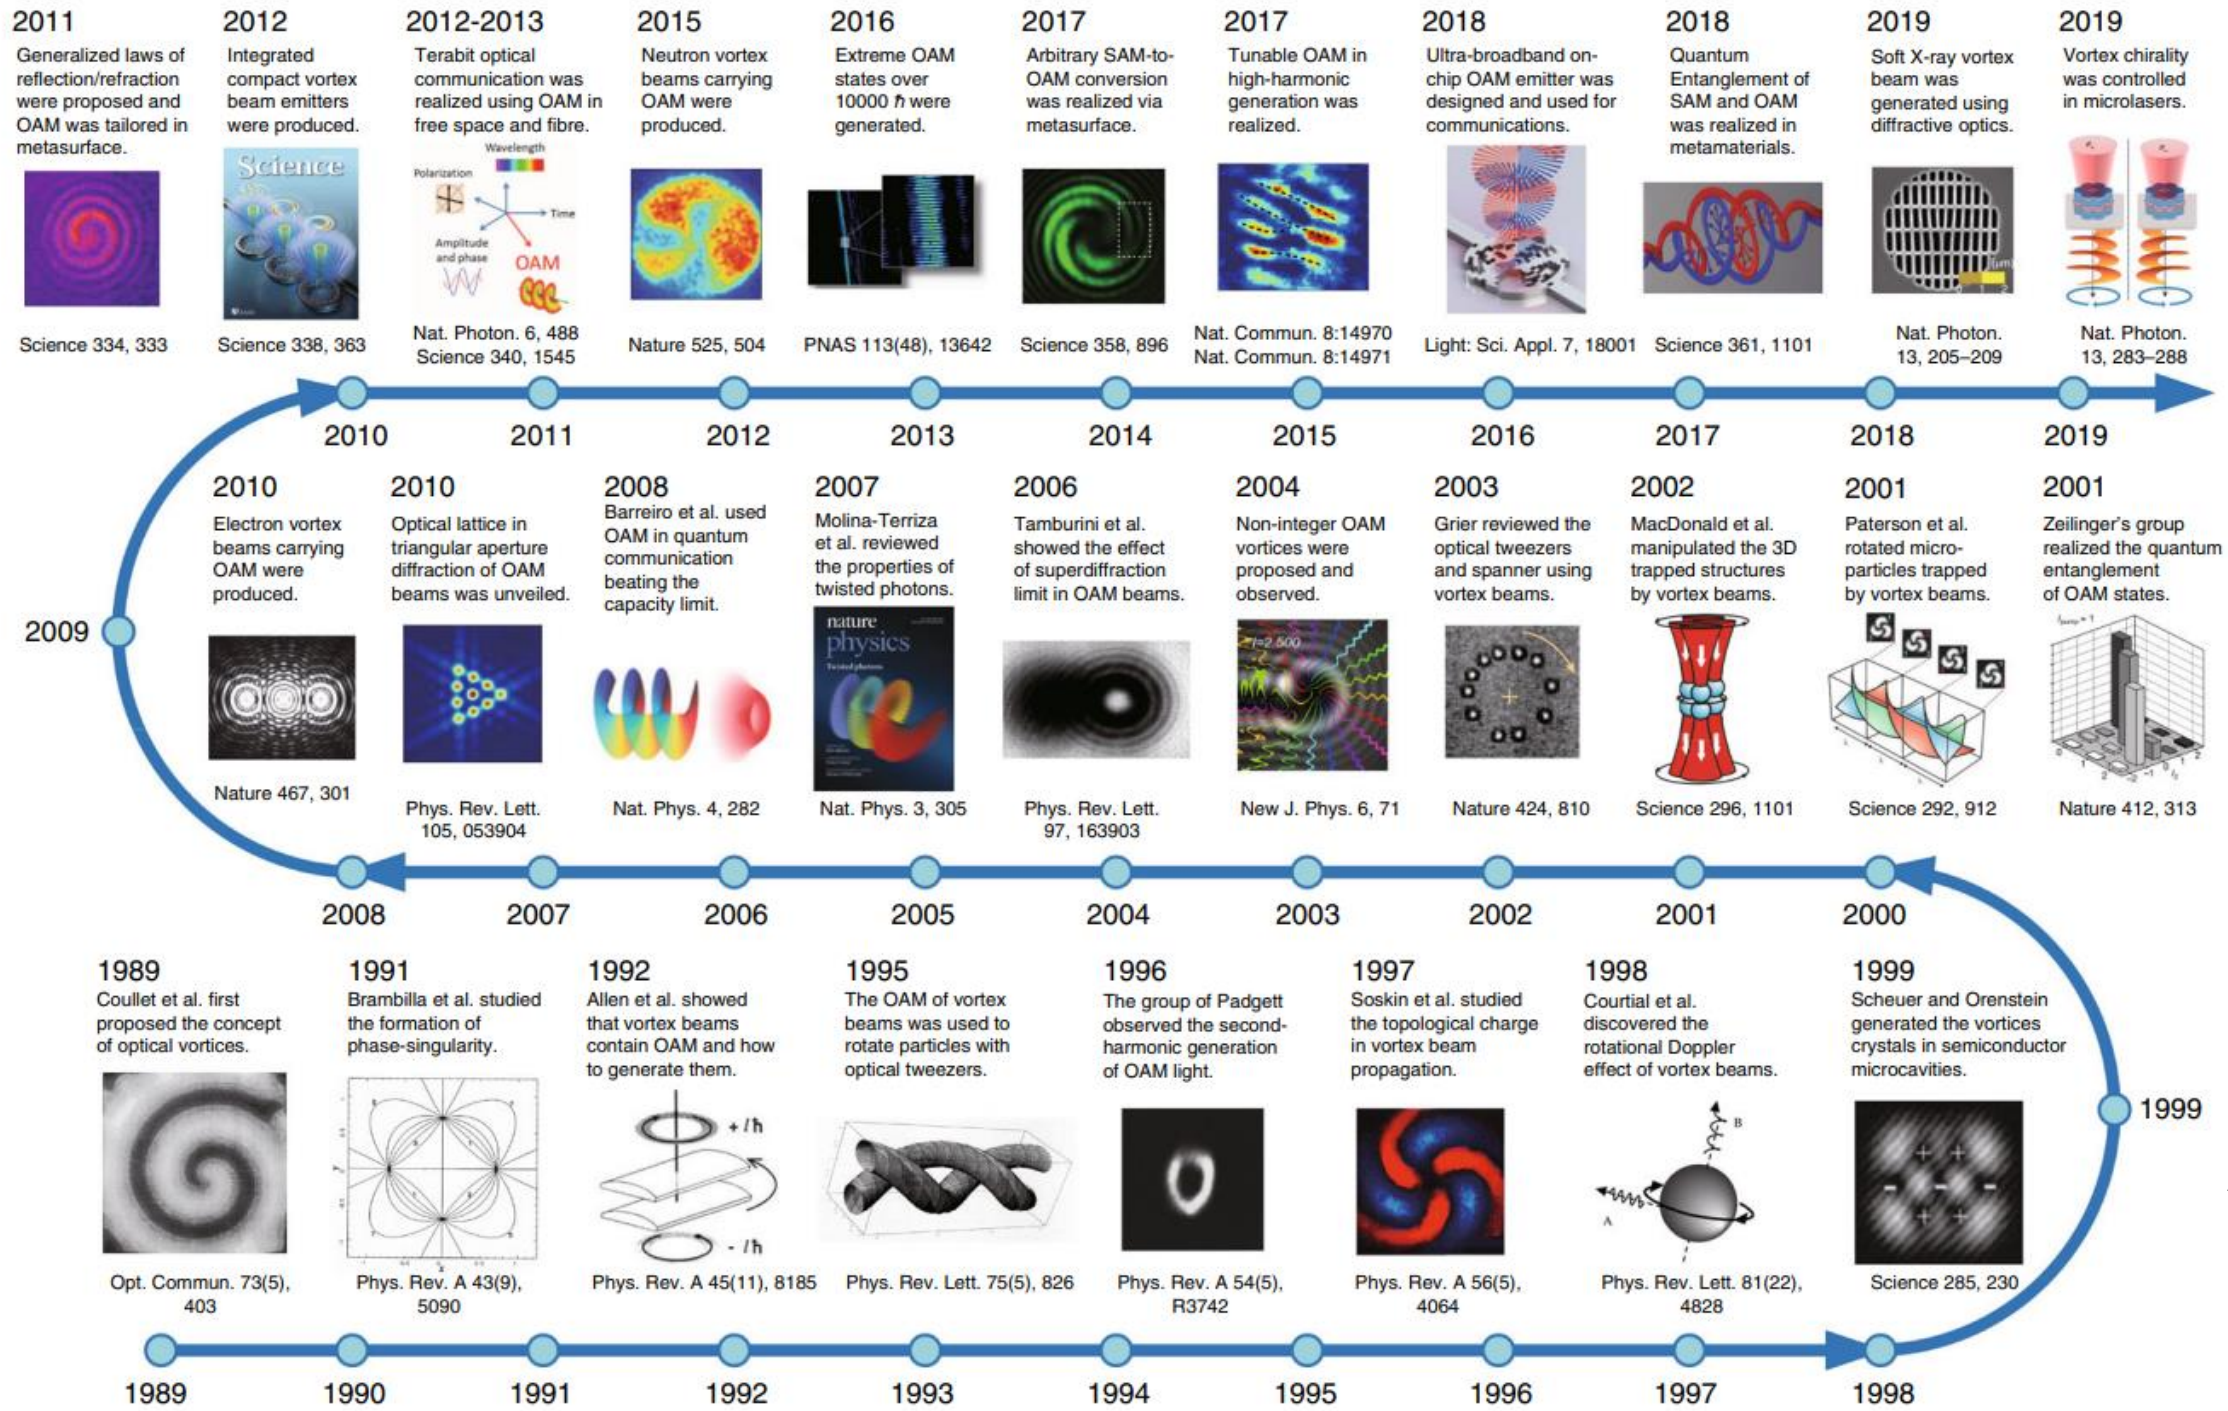 2011
Generalized laws of
reflection/refraction
were proposed and
OAM was tailored in
metasurface.
Science 334, 333
2012
Integrated
compact vortex
beam emitters
were produced.
Science
Science 338, 363
2012-2013
Terabit optical
communication was
realized using OAM in
free space and fibre.
Wavelength
Polarization
Time
Amplitude
and phase
OAM
Nat. Photon. 6, 488
Science 340, 1545
2015
Neutron vortex
beams carrying
OAM were
produced.
Nature 525, 504
2016
Extreme OAM
states over
10000 ℏ were
generated.
PNAS 113(48), 13642
2017
Arbitrary SAM-to-
OAM conversion
was realized via
metasurface.
Science 358, 896
2017
Tunable OAM in
high-harmonic
generation was
realized.
Nat. Commun. 8:14970
Nat. Commun. 8:14971
2018
Ultra-broadband on-
chip OAM emitter was
designed and used for
communications.
Light: Sci. Appl. 7, 18001
2018
Quantum
Entanglement of
SAM and OAM
was realized in
metamaterials.
Science 361, 1101
2019
Soft X-ray vortex
beam was
generated using
diffractive optics.
Nat. Photon.
13, 205–209
2019
Vortex chirality
was controlled
in microlasers.
Nat. Photon.
13, 283–288
2010
2011
2012
2013
2014
2015
2016
2017
2018
2019
2009
2010
Electron vortex
beams carrying
OAM were
produced.
Nature 467, 301
2010
Optical lattice in
triangular aperture
diffraction of OAM
beams was unveiled.
Phys. Rev. Lett.
105, 053904
2008
Barreiro et al. used
OAM in quantum
communication
beating the
capacity limit.
Nat. Phys. 4, 282
2007
Molina-Terriza
et al. reviewed
the properties of
twisted photons.
nature
physics
Twisted photons
Nat. Phys. 3, 305
2006
Tamburini et al.
showed the effect
of superdiffraction
limit in OAM beams.
Phys. Rev. Lett.
97, 163903
2004
Non-integer OAM
vortices were
proposed and
observed.
l=2.500
New J. Phys. 6, 71
2003
Grier reviewed the
optical tweezers
and spanner using
vortex beams.
Nature 424, 810
2002
MacDonald et al.
manipulated the 3D
trapped structures
by vortex beams.
Science 296, 1101
2001
Paterson et al.
rotated micro-
particles trapped
by vortex beams.
Science 292, 912
2001
Zeilinger's group
realized the quantum
entanglement
of OAM states.
Nature 412, 313
2008
2007
2006
2005
2004
2003
2002
2001
2000
1999
1989
Coullet et al. first
proposed the concept
of optical vortices.
Opt. Commun. 73(5),
403
1991
Brambilla et al. studied
the formation of
phase-singularity.
Phys. Rev. A 43(9),
5090
1992
Allen et al. showed
that vortex beams
contain OAM and how
to generate them.
+ lħ
- lħ
Phys. Rev. A 45(11), 8185
1995
The OAM of vortex
beams was used to
rotate particles with
optical tweezers.
Phys. Rev. Lett. 75(5), 826
1996
The group of Padgett
observed the second-
harmonic generation
of OAM light.
Phys. Rev. A 54(5),
R3742
1997
Soskin et al. studied
the topological charge
in vortex beam
propagation.
Phys. Rev. A 56(5),
4064
1998
Courtial et al.
discovered the
rotational Doppler
effect of vortex beams.
B
A
Phys. Rev. Lett. 81(22),
4828
1999
Scheuer and Orenstein
generated the vortices
crystals in semiconductor
microcavities.
Science 285, 230
1989
1990
1991
1992
1993
1994
1995
1996
1997
1998